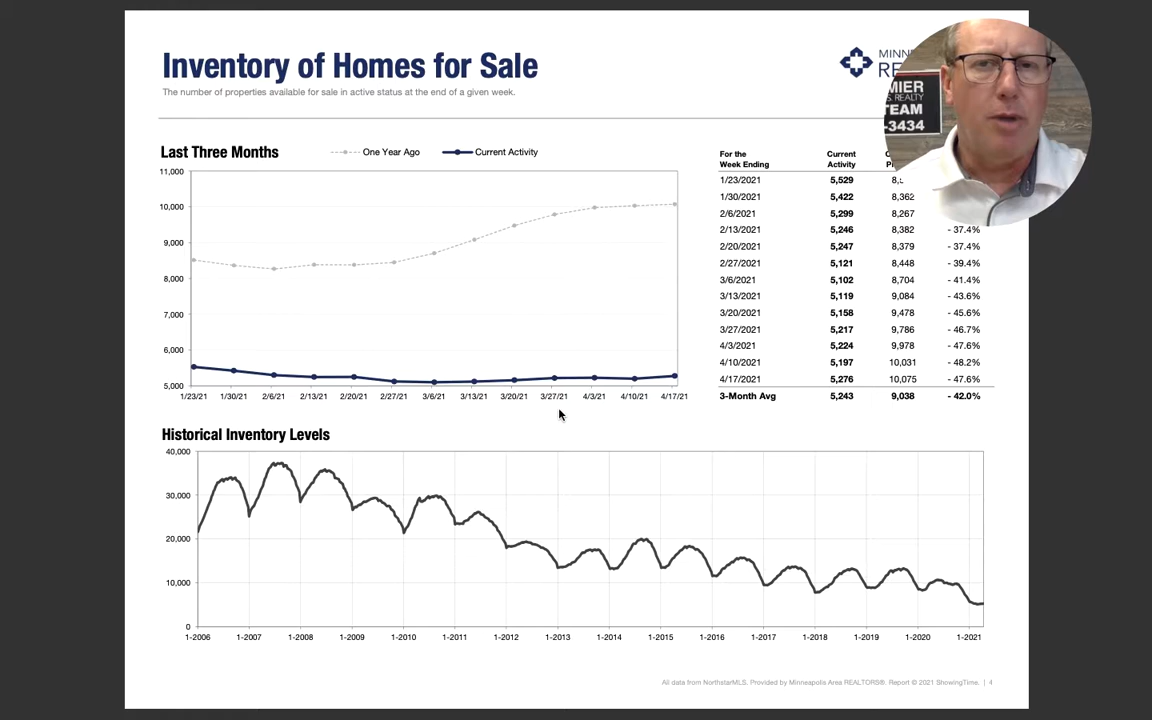 Inventory of Homes for Sale
The number of properties available for sale in active status at the end of a given week.
MIER
REALTY
TEAM
-3434
Last Three Months
One Year Ago
Current Activity
11,000
10,000
9,000
8,000
7,000
6,000
5,000
1/23/21 1/30/21 2/6/21 2/13/21 2/20/21 2/27/21 3/6/21 3/13/21 3/20/21 3/27/21 4/3/21 4/10/21 4/17/21
For the Current
Week Ending Activity
1/23/2021 5,529
1/30/2021 5,422 8,362
2/6/2021 5,299 8,267
2/13/2021 5,246 8,382 - 37.4%
2/20/2021 5,247 8,379 - 37.4%
2/27/2021 5,121 8,448 - 39.4%
3/6/2021 5,102 8,704 - 41.4%
3/13/2021 5,119 9,084 - 43.6%
3/20/2021 5,158 9,478 - 45.6%
3/27/2021 5,217 9,786 - 46.7%
4/3/2021 5,224 9,978 - 47.6%
4/10/2021 5,197 10,031 - 48.2%
4/17/2021 5,276 10,075 - 47.6%
3-Month Avg 5,243 9,038 - 42.0%
Historical Inventory Levels
40,000
30,000
20,000
10,000
0
1-2006 1-2007 1-2008 1-2009 1-2010 1-2011 1-2012 1-2013 1-2014 1-2015 1-2016 1-2017 1-2018 1-2019 1-2020 1-2021
All data from NorthstarMLS. Provided by Minneapolis Area REALTORS®. Report © 2021 ShowingTime. | 4